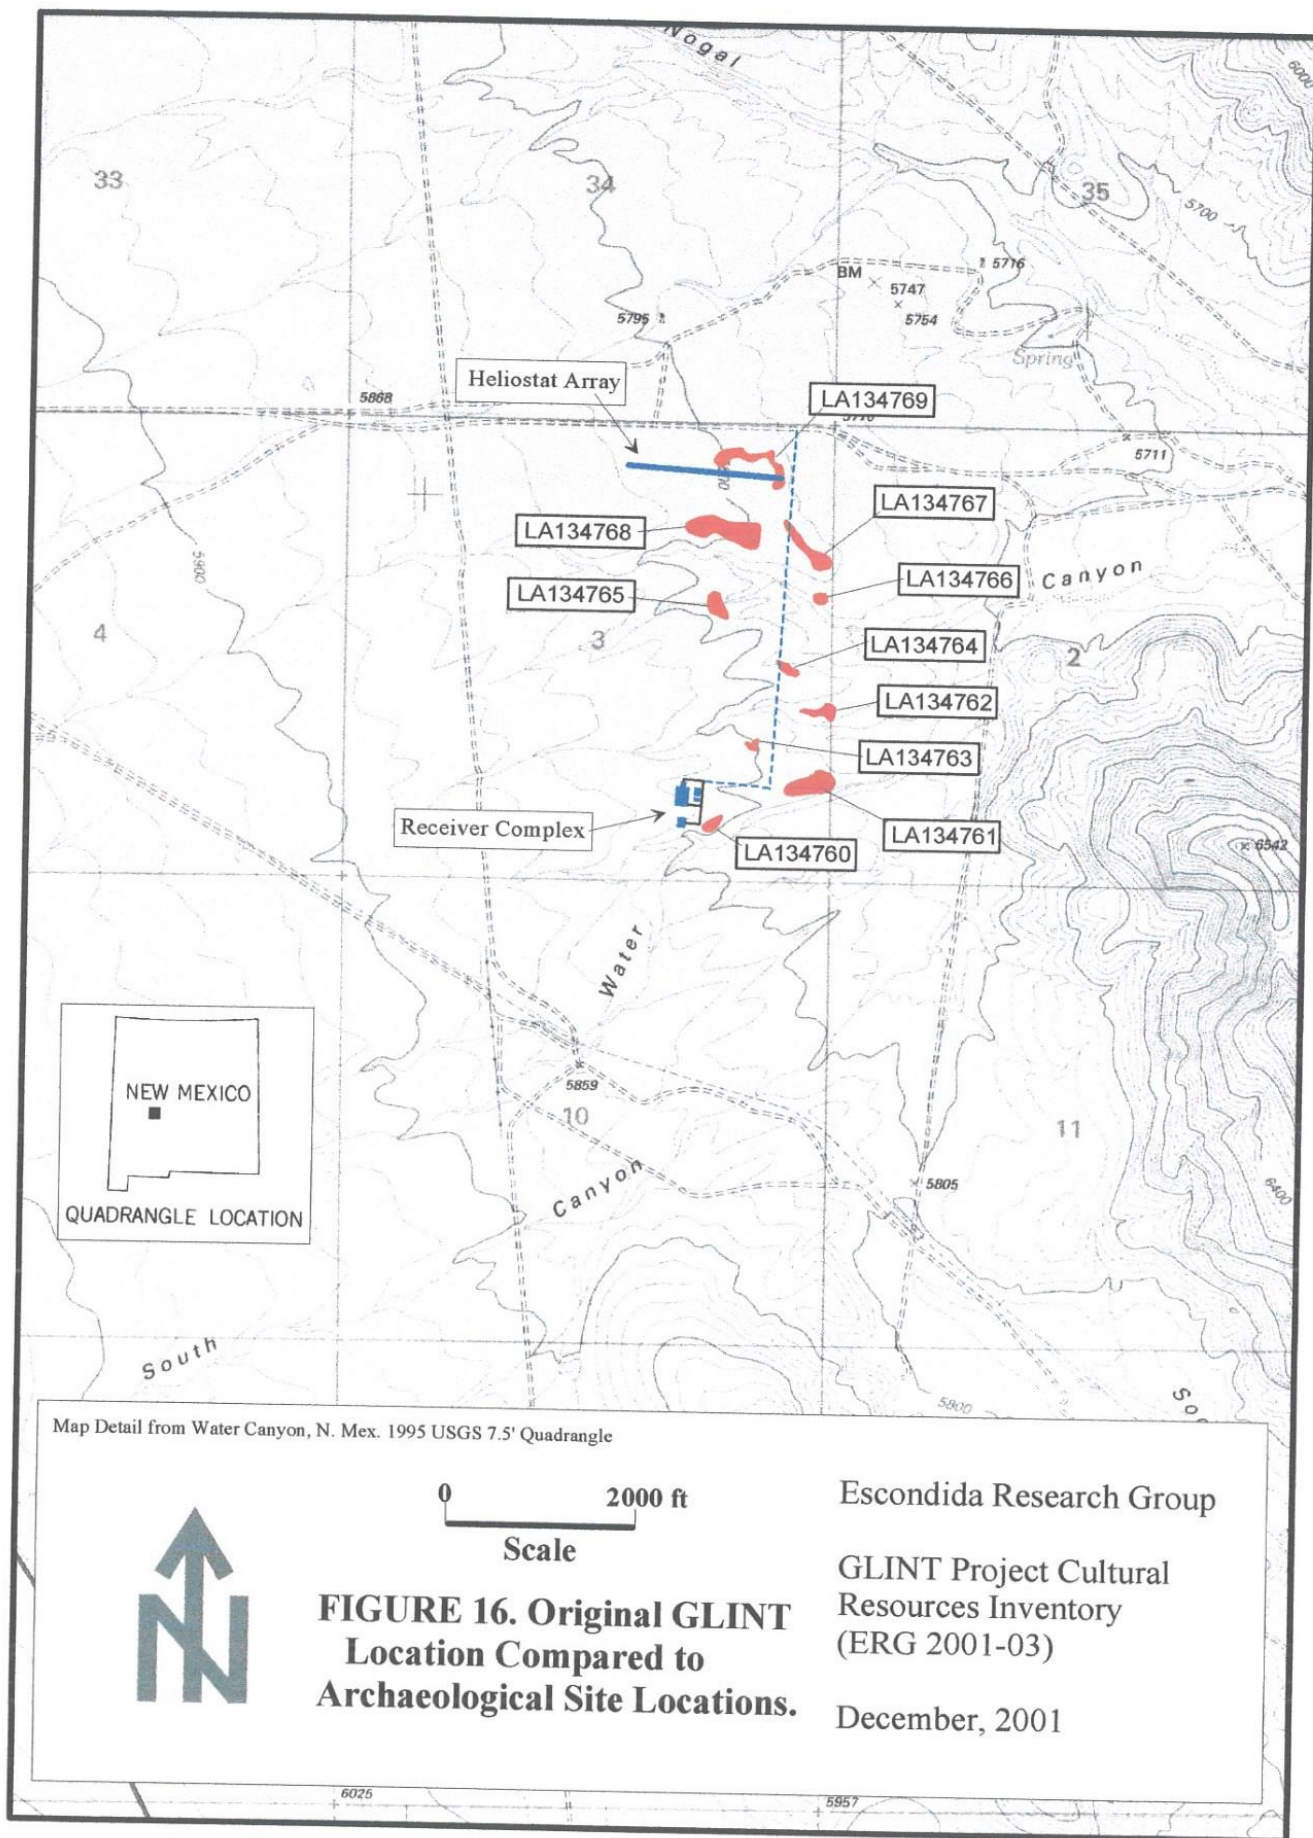 Nogal
6000
33
34
35
5700
5716
BM
5747
5754
5795
Spring
Heliostat Array
5868
LA134769
5711
LA134767
LA134768
5900
LA134766
Canyon
LA134765
4
3
LA134764
2
LA134762
LA134763
Receiver Complex
LA134761
LA134760
6542
Water
NEW MEXICO
QUADRANGLE LOCATION
5859
10
11
Canyon
5805
6400
South
5800
Map Detail from Water Canyon, N. Mex. 1995 USGS 7.5' Quadrangle
0 2000 ft
Scale
N
FIGURE 16. Original GLINT
Location Compared to
Archaeological Site Locations.
Escondida Research Group
GLINT Project Cultural
Resources Inventory
(ERG 2001-03)
December, 2001
6025
5957